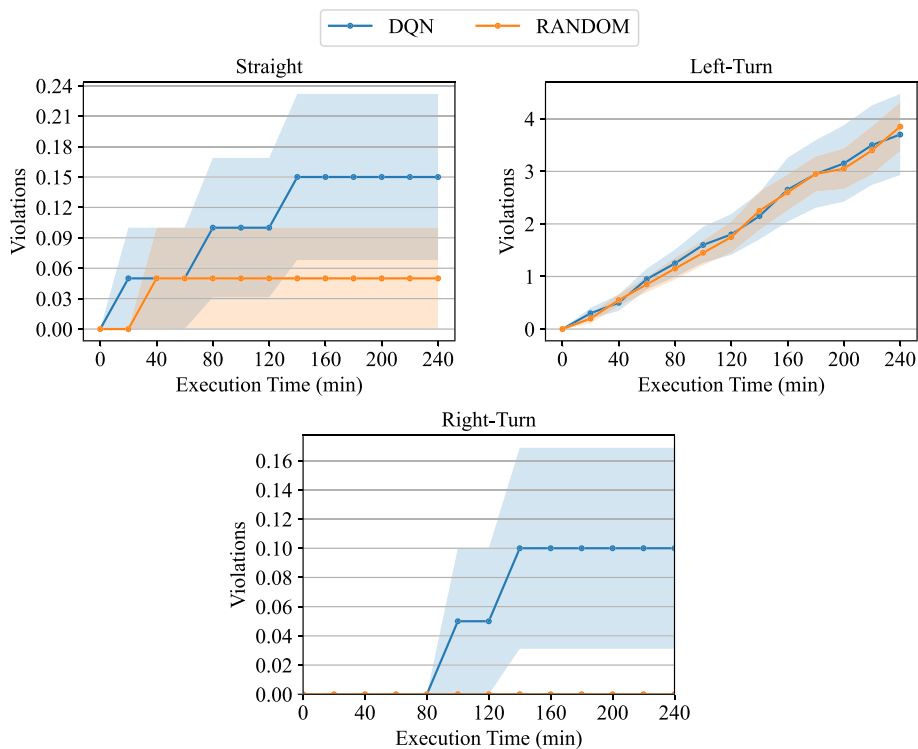 DQN RANDOM
Straight
0.24
0.21
0.18
0.15
0.12
0.09
0.06
0.03
0.00
Violations
0 40 80 120 160 200 240
Execution Time (min)
Left-Turn
4
3
2
1
0
Violations
0 40 80 120 160 200 240
Execution Time (min)
Right-Turn
0.16
0.14
0.12
0.10
0.08
0.06
0.04
0.02
0.00
Violations
0 40 80 120 160 200 240
Execution Time (min)